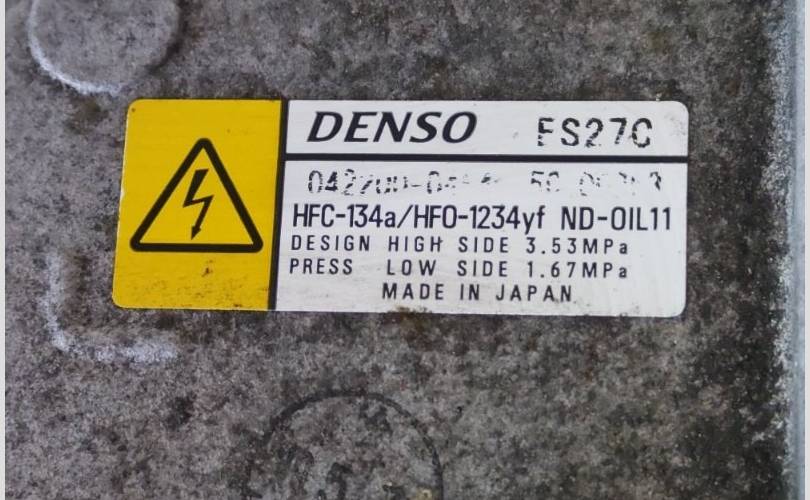 DENSO ES27C
HFC-134a/HFO-1234yf ND-OIL11
DESIGN HIGH SIDE 3.53MPa
PRESS LOW SIDE 1.67MPa
MADE IN JAPAN